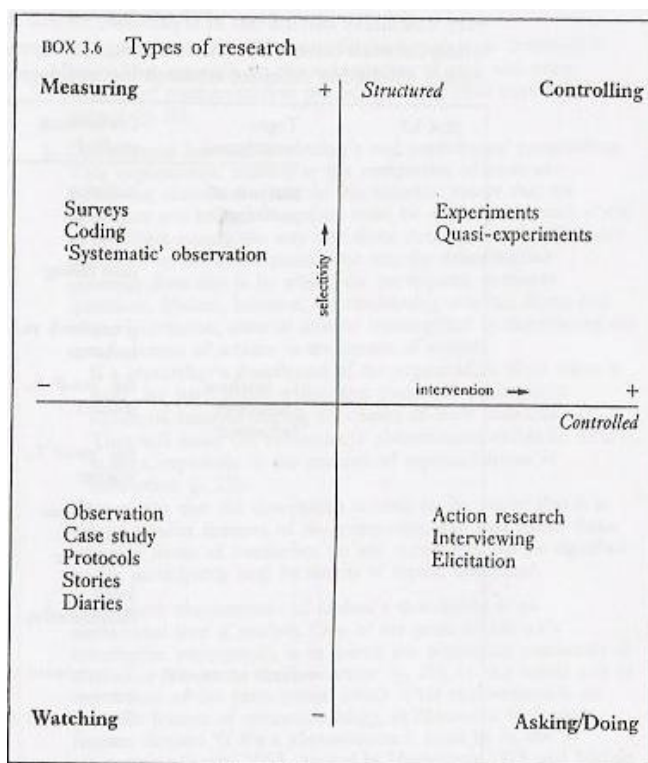 BOX 3.6 Types of research
Measuring + Structured Controlling
Surveys
Coding
'Systematic' observation
selectivity
Experiments
Quasi-experiments
− intervention → +
Controlled
Observation
Case study
Protocols
Stories
Diaries
Action research
Interviewing
Elicitation
Watching − Asking/Doing